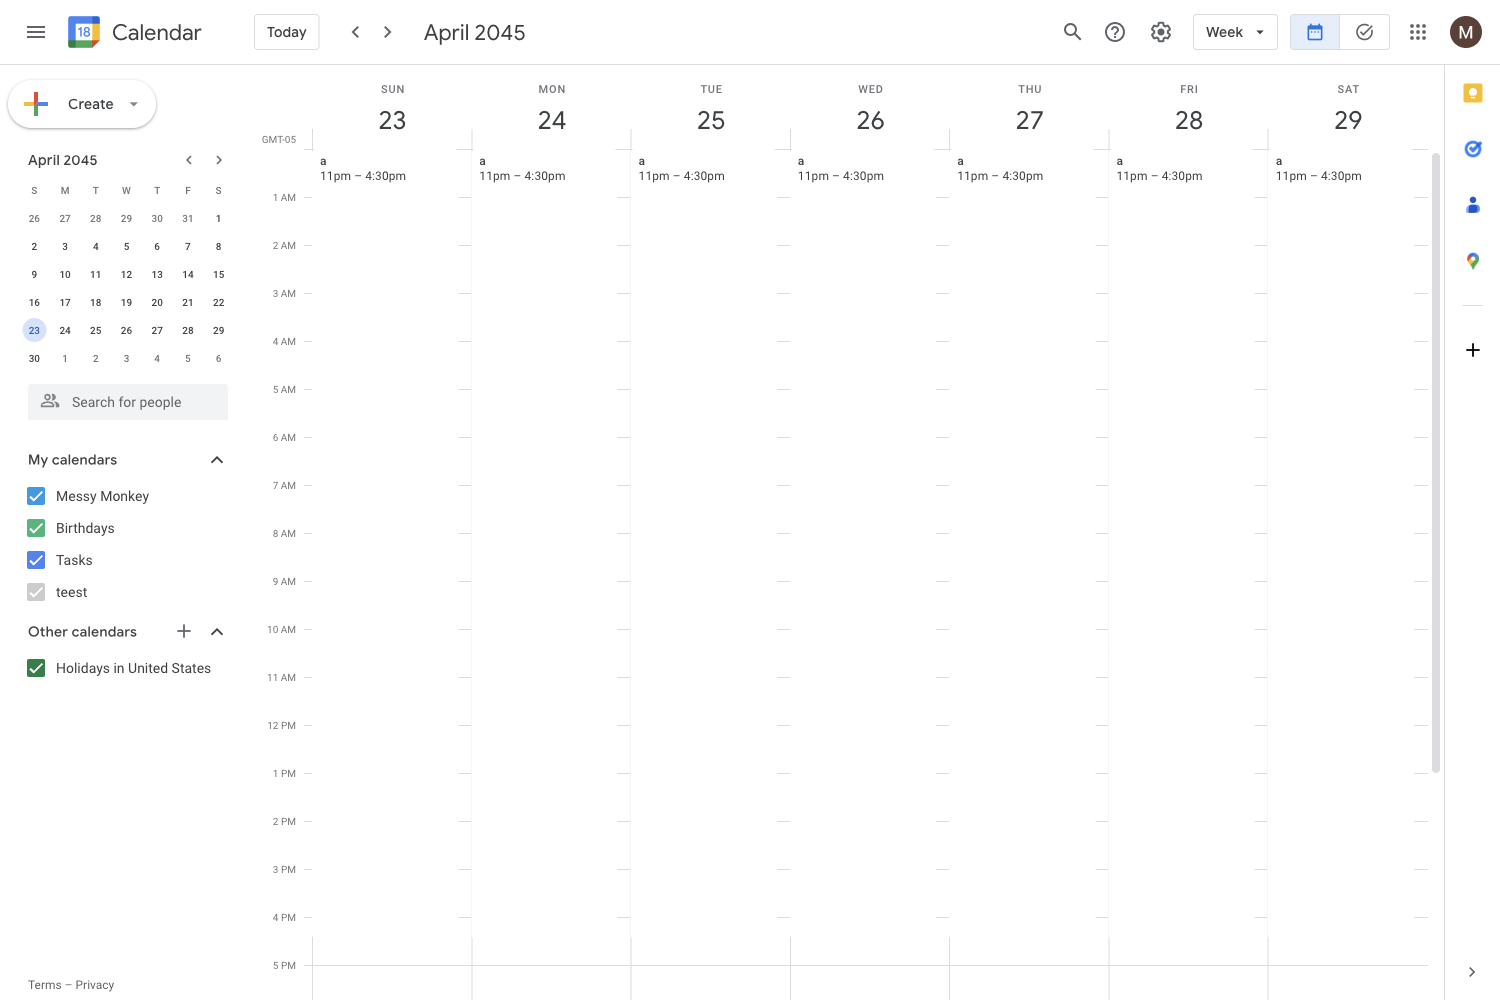 18 Calendar Today April 2045 Week M
Create
April 2045
S M T W T F S
26 27 28 29 30 31 1
2 3 4 5 6 7 8
9 10 11 12 13 14 15
16 17 18 19 20 21 22
23 24 25 26 27 28 29
30 1 2 3 4 5 6
Search for people
My calendars
Messy Monkey
Birthdays
Tasks
teest
Other calendars
Holidays in United States
Terms – Privacy
SUN MON TUE WED THU FRI SAT
23 24 25 26 27 28 29
GMT-05
a a a a a a a
11pm – 4:30pm 11pm – 4:30pm 11pm – 4:30pm 11pm – 4:30pm 11pm – 4:30pm 11pm – 4:30pm 11pm – 4:30pm
1 AM
2 AM
3 AM
4 AM
5 AM
6 AM
7 AM
8 AM
9 AM
10 AM
11 AM
12 PM
1 PM
2 PM
3 PM
4 PM
5 PM